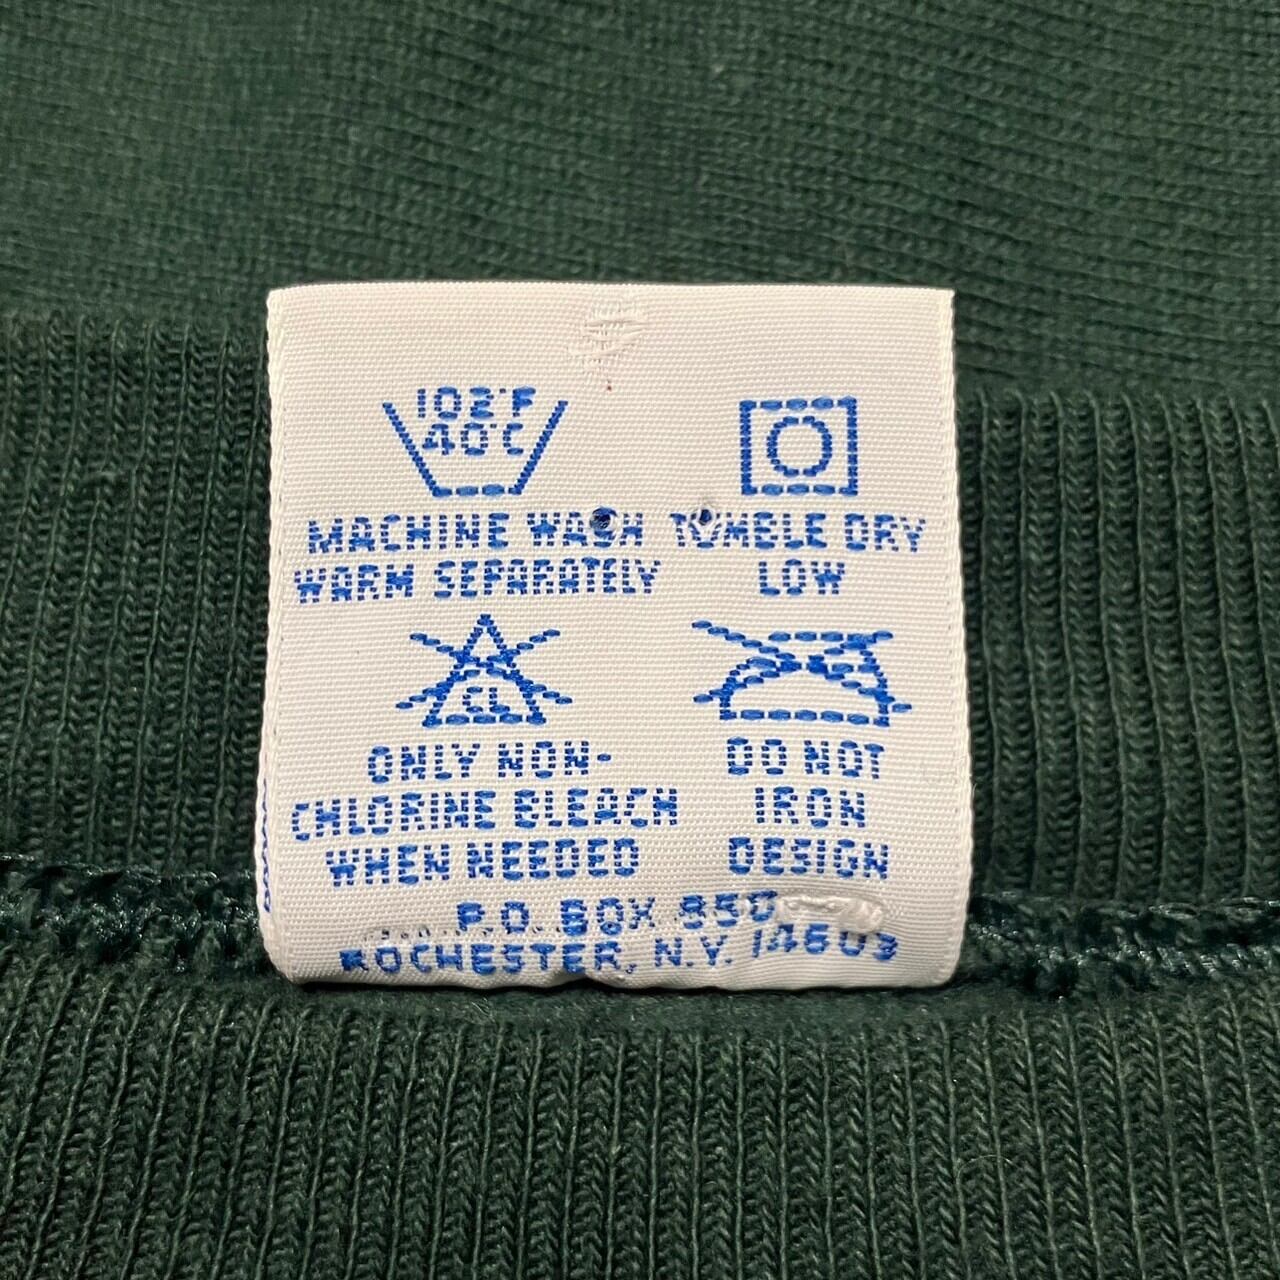 102°F
40°C
MACHINE WASH
WARM SEPARATELY
TUMBLE DRY
LOW
CL
ONLY NON-
CHLORINE BLEACH
WHEN NEEDED
DO NOT
IRON
DESIGN
P.O. BOX 850
ROCHESTER, N.Y. 14603